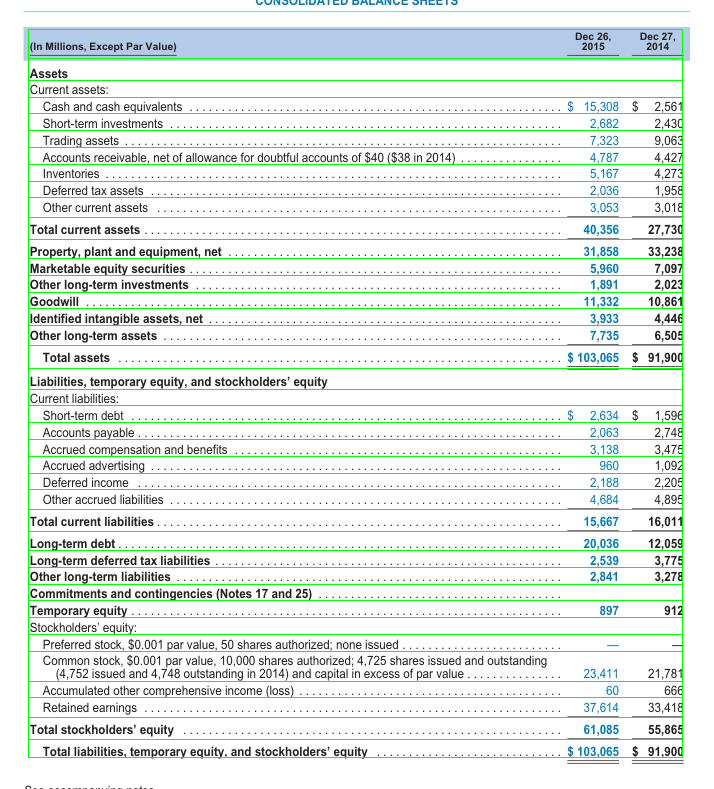 CONSOLIDATED BALANCE SHEETS
(In Millions, Except Par Value) Dec 26, 2015 Dec 27, 2014
Assets
Current assets:
Cash and cash equivalents $ 15,308 $ 2,561
Short-term investments 2,682 2,430
Trading assets 7,323 9,063
Accounts receivable, net of allowance for doubtful accounts of $40 ($38 in 2014) 4,787 4,427
Inventories 5,167 4,273
Deferred tax assets 2,036 1,958
Other current assets 3,053 3,018
Total current assets 40,356 27,730
Property, plant and equipment, net 31,858 33,238
Marketable equity securities 5,960 7,097
Other long-term investments 1,891 2,023
Goodwill 11,332 10,861
Identified intangible assets, net 3,933 4,446
Other long-term assets 7,735 6,505
Total assets $ 103,065 $ 91,900
Liabilities, temporary equity, and stockholders’ equity
Current liabilities:
Short-term debt $ 2,634 $ 1,596
Accounts payable 2,063 2,748
Accrued compensation and benefits 3,138 3,475
Accrued advertising 960 1,092
Deferred income 2,188 2,205
Other accrued liabilities 4,684 4,895
Total current liabilities 15,667 16,011
Long-term debt 20,036 12,059
Long-term deferred tax liabilities 2,539 3,775
Other long-term liabilities 2,841 3,278
Commitments and contingencies (Notes 17 and 25)
Temporary equity 897 912
Stockholders’ equity:
Preferred stock, $0.001 par value, 50 shares authorized; none issued — —
Common stock, $0.001 par value, 10,000 shares authorized; 4,725 shares issued and outstanding
(4,752 issued and 4,748 outstanding in 2014) and capital in excess of par value 23,411 21,781
Accumulated other comprehensive income (loss) 60 666
Retained earnings 37,614 33,418
Total stockholders’ equity 61,085 55,865
Total liabilities, temporary equity, and stockholders’ equity $ 103,065 $ 91,900
See accompanying notes.